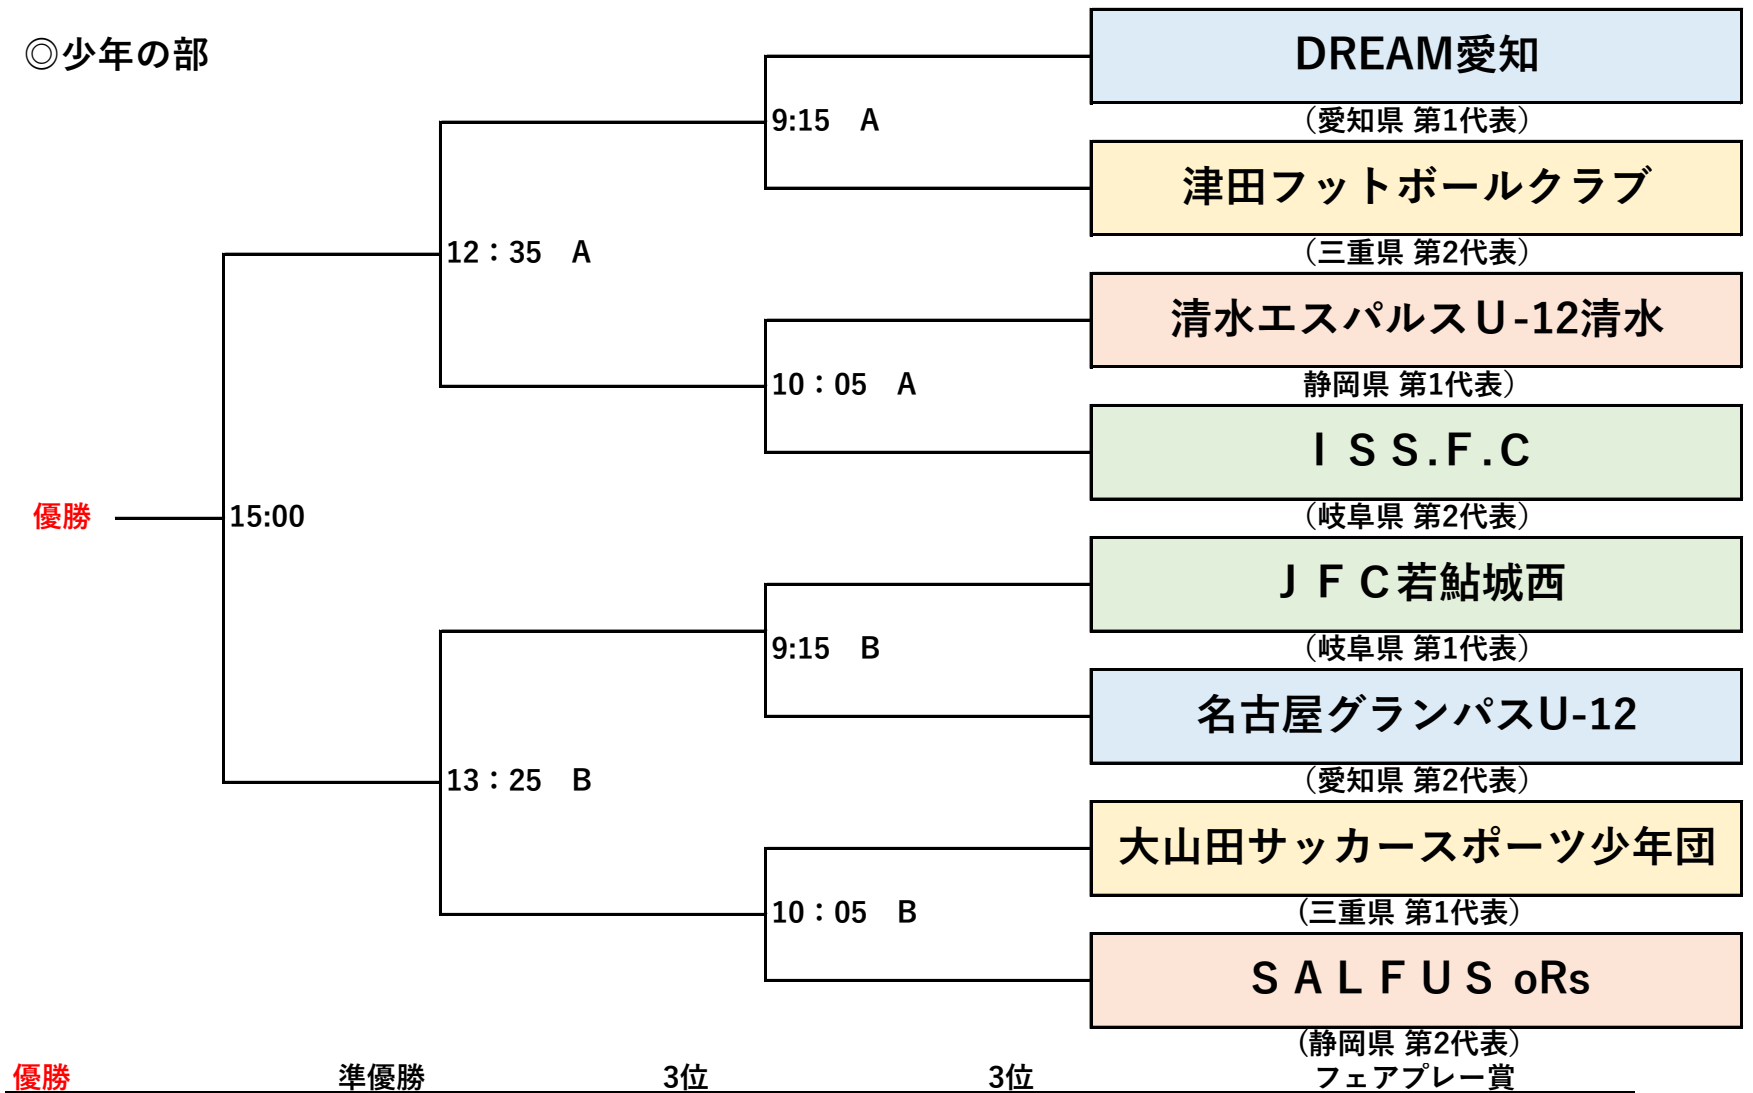 ◎少年の部
DREAM愛知
（愛知県 第1代表）
9:15　A
津田フットボールクラブ
（三重県 第2代表）
12：35　A
清水エスパルスＵ-12清水
静岡県 第1代表）
10：05　A
ＩＳＳ.Ｆ.Ｃ
（岐阜県 第2代表）
優勝
15:00
ＪＦＣ若鮎城西
（岐阜県 第1代表）
9:15　B
名古屋グランパスU-12
（愛知県 第2代表）
13：25　B
大山田サッカースポーツ少年団
（三重県 第1代表）
10：05　B
ＳＡＬＦＵＳ oRs
（静岡県 第2代表）
優勝 準優勝 3位 3位 フェアプレー賞